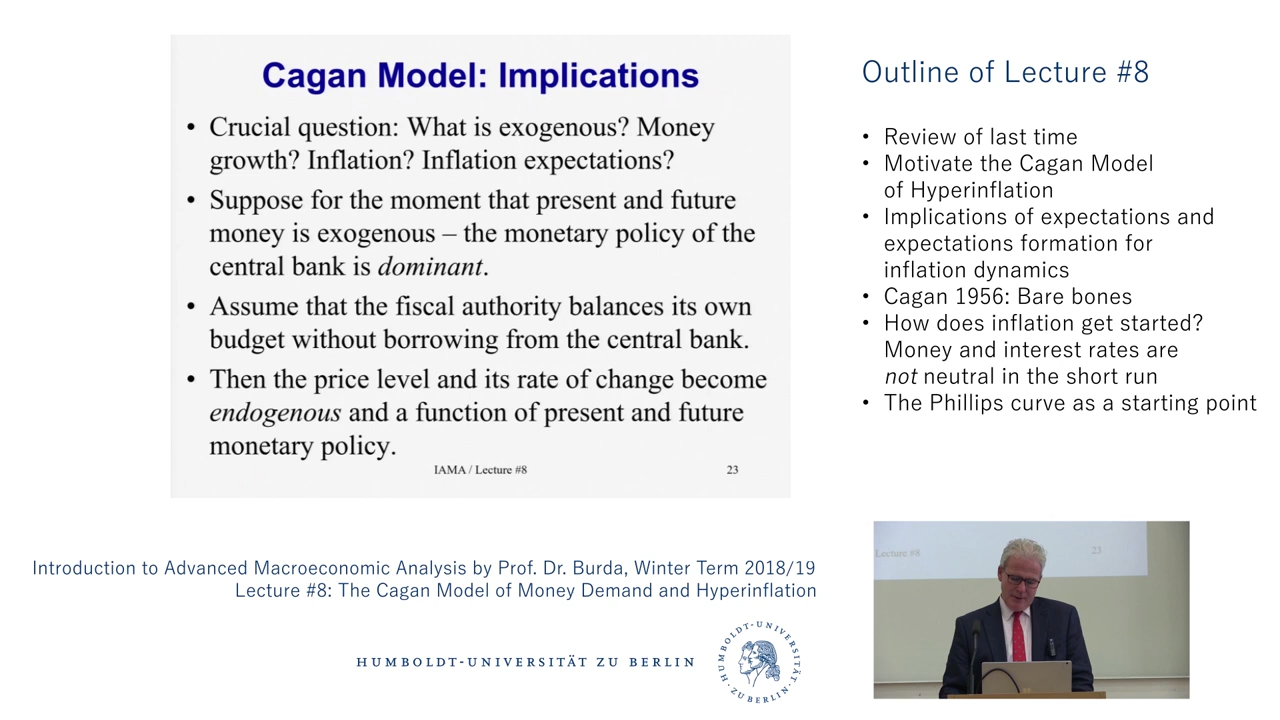 Cagan Model: Implications
• Crucial question: What is exogenous? Money
growth? Inflation? Inflation expectations?
• Suppose for the moment that present and future
money is exogenous – the monetary policy of the
central bank is dominant.
• Assume that the fiscal authority balances its own
budget without borrowing from the central bank.
• Then the price level and its rate of change become
endogenous and a function of present and future
monetary policy.
IAMA / Lecture #8
23
Outline of Lecture #8
• Review of last time
• Motivate the Cagan Model
of Hyperinflation
• Implications of expectations and
expectations formation for
inflation dynamics
• Cagan 1956: Bare bones
• How does inflation get started?
Money and interest rates are
not neutral in the short run
• The Phillips curve as a starting point
Introduction to Advanced Macroeconomic Analysis by Prof. Dr. Burda, Winter Term 2018/19
Lecture #8: The Cagan Model of Money Demand and Hyperinflation
HUMBOLDT-UNIVERSITÄT ZU BERLIN
HUMBOLDT-UNIVERSITÄT
ZU BERLIN
Lecture #8
23